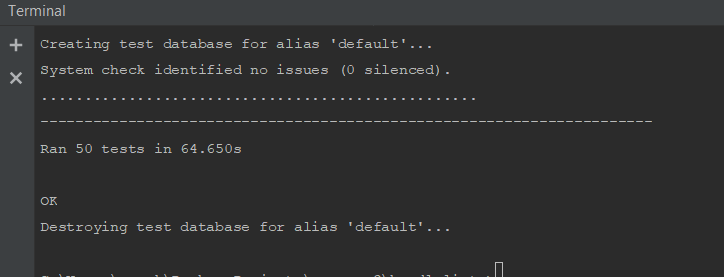 Terminal
Creating test database for alias 'default'...
System check identified no issues (0 silenced).
..................................................
----------------------------------------------------------------------
Ran 50 tests in 64.650s
OK
Destroying test database for alias 'default'...